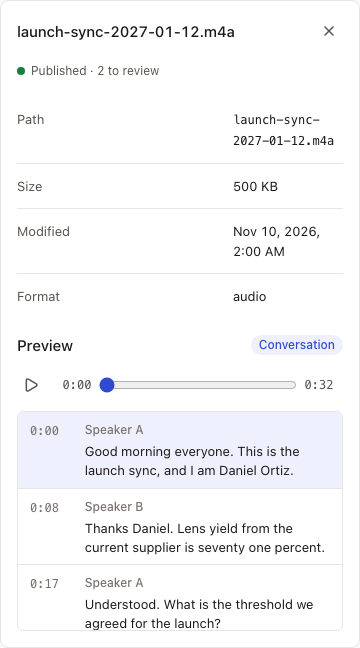 launch-sync-2027-01-12.m4a
Published · 2 to review
Path
launch-sync-
2027-01-12.m4a
Size
500 KB
Modified
Nov 10, 2026,
2:00 AM
Format
audio
Preview
Conversation
0:00
0:32
0:00
Speaker A
Good morning everyone. This is the
launch sync, and I am Daniel Ortiz.
0:08
Speaker B
Thanks Daniel. Lens yield from the
current supplier is seventy one percent.
0:17
Speaker A
Understood. What is the threshold we
agreed for the launch?